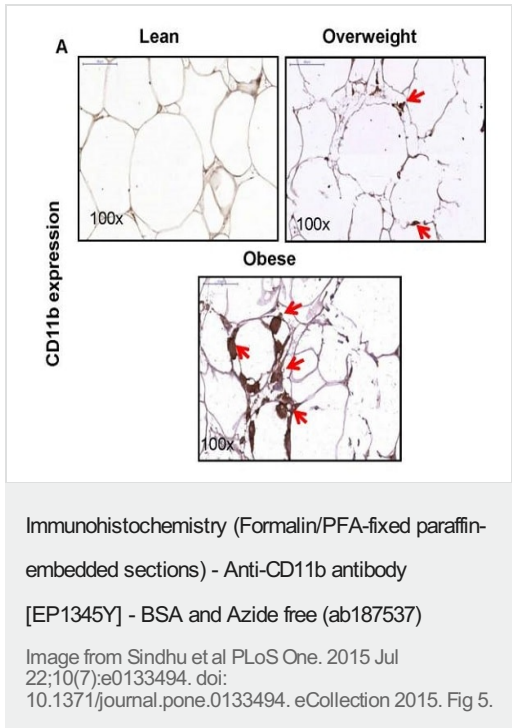 A
Lean
Overweight
CD11b expression
100x
100x
Obese
100x
Immunohistochemistry (Formalin/PFA-fixed paraffin-
embedded sections) - Anti-CD11b antibody
[EP1345Y] - BSA and Azide free (ab187537)
Image from Sindhu et al PLoS One. 2015 Jul
22;10(7):e0133494. doi:
10.1371/journal.pone.0133494. eCollection 2015. Fig 5.